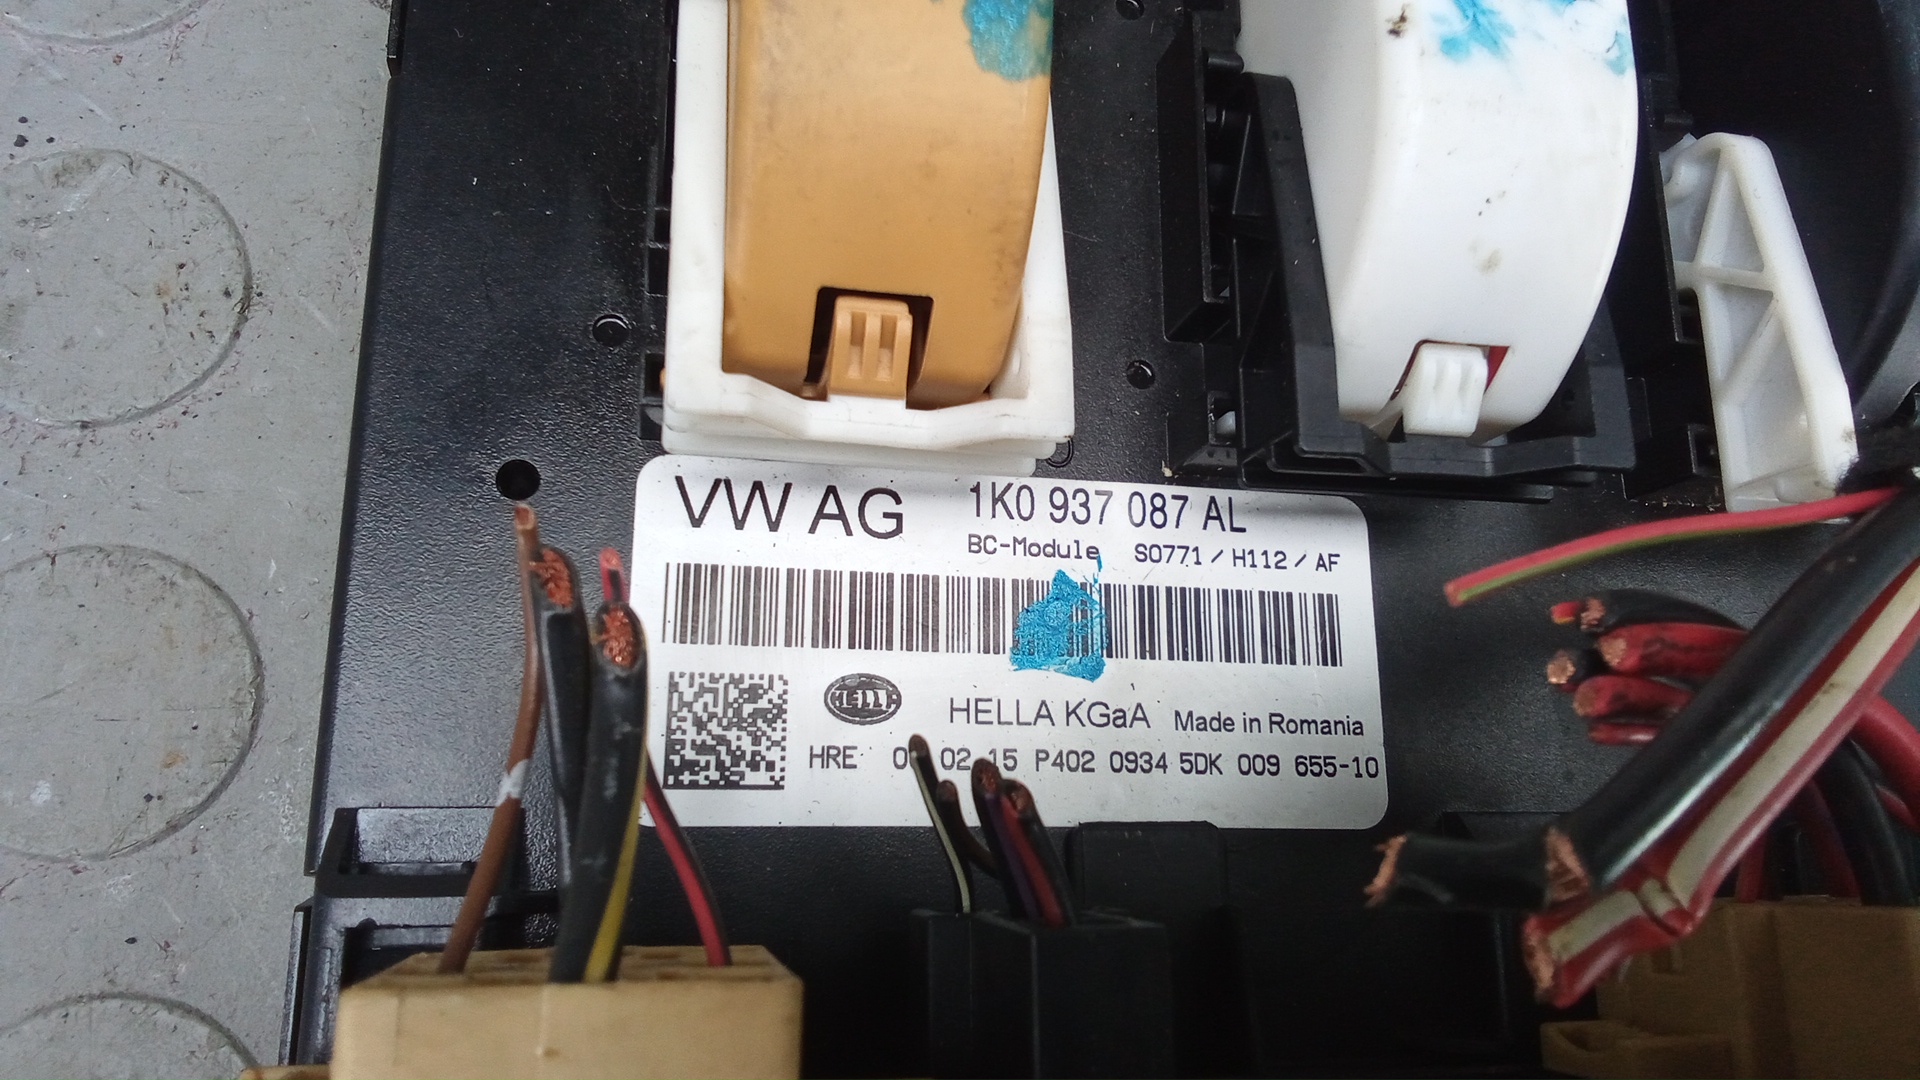 VW AG 1K0 937 087 AL
BC-Module S0771 / H112 / AF
HELLA HELLA KGaA Made in Romania
HRE 02 15 P402 0934 5DK 009 655-10